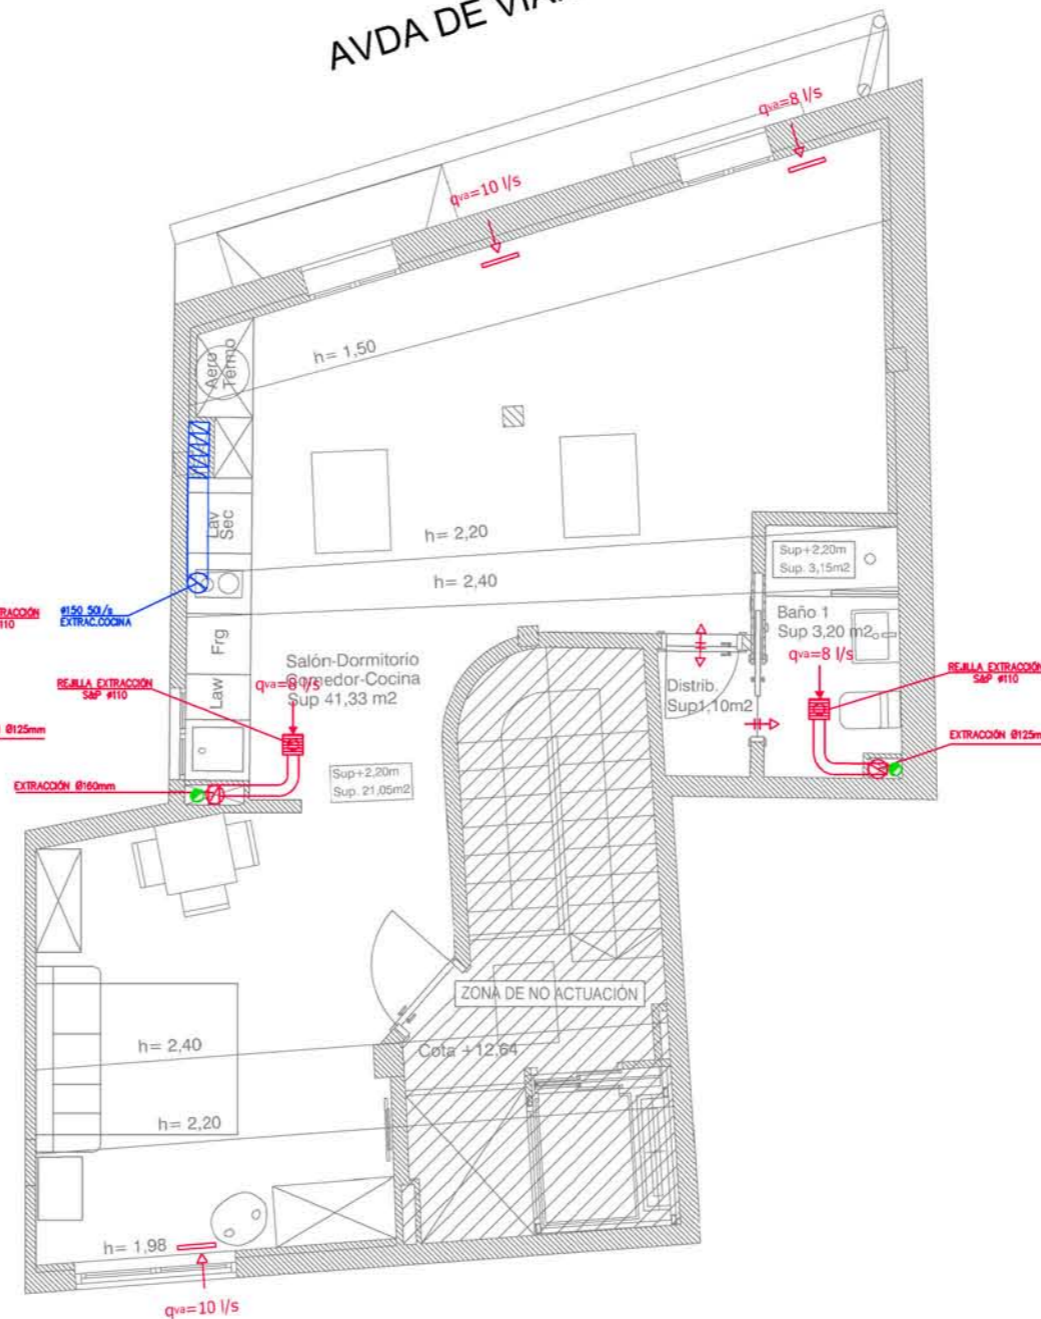 AVDA DE
qva=8 l/s
qva=10 l/s
h= 1,50
Aero
Termo
Lav
Sec
h= 2,20
h= 2,40
Sup+2,20m
Sup. 3,15m2
Baño 1
Sup 3,20 m2
qva=8 l/s
#150 50l/s
EXTRAC.COCINA
110
Frg
Law
Salón-Dormitorio
Comedor-Cocina
Sup 41,33 m2
qva=8 l/s
Distrib.
Sup1,10m2
REJILLA EXTRACCIÓN
S&P #110
REJILLA EXTRACCIÓN
S&P #110
Ø125mm
EXTRACCIÓN Ø125m
EXTRACCIÓN Ø160mm
Sup+2,20m
Sup. 21,05m2
ZONA DE NO ACTUACIÓN
Cota +12,64
h= 2,40
h= 2,20
h= 1,98
qva=10 l/s